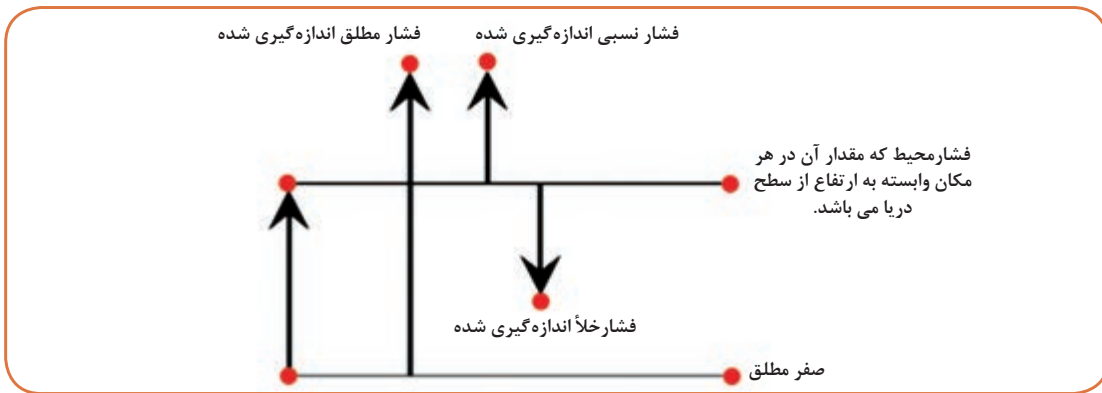 فشار مطلق اندازه‌گیری شده
فشار نسبی اندازه‌گیری شده
فشارمحیط که مقدار آن در هر
مکان وابسته به ارتفاع از سطح
دریا می باشد.
فشارخلأ اندازه‌گیری شده
صفر مطلق